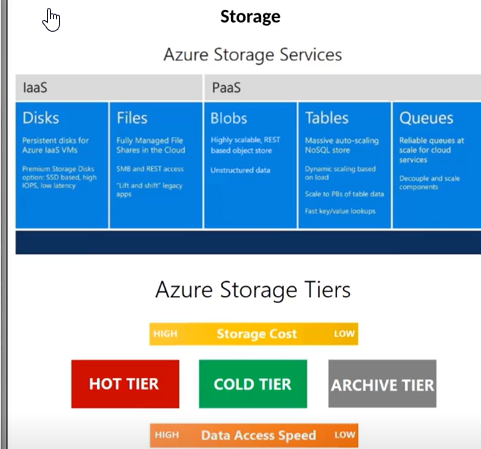 Storage
Azure Storage Services
IaaS
PaaS
Disks
Persistent disks for
Azure IaaS VMs
Premium Storage Disks
option: SSD based, high
IOPS, low latency
Files
Fully Managed File
Shares in the Cloud
SMB and REST access
"Lift and shift" legacy
apps
Blobs
Highly scalable, REST
based object store
Unstructured data
Tables
Massive auto-scaling
NoSQL store
Dynamic scaling based
on load
Scale to PBs of table data
Fast key/value lookups
Queues
Reliable queues at
scale for cloud
services
Decouple and scale
components
Azure Storage Tiers
HIGH Storage Cost LOW
HOT TIER
COLD TIER
ARCHIVE TIER
HIGH Data Access Speed LOW